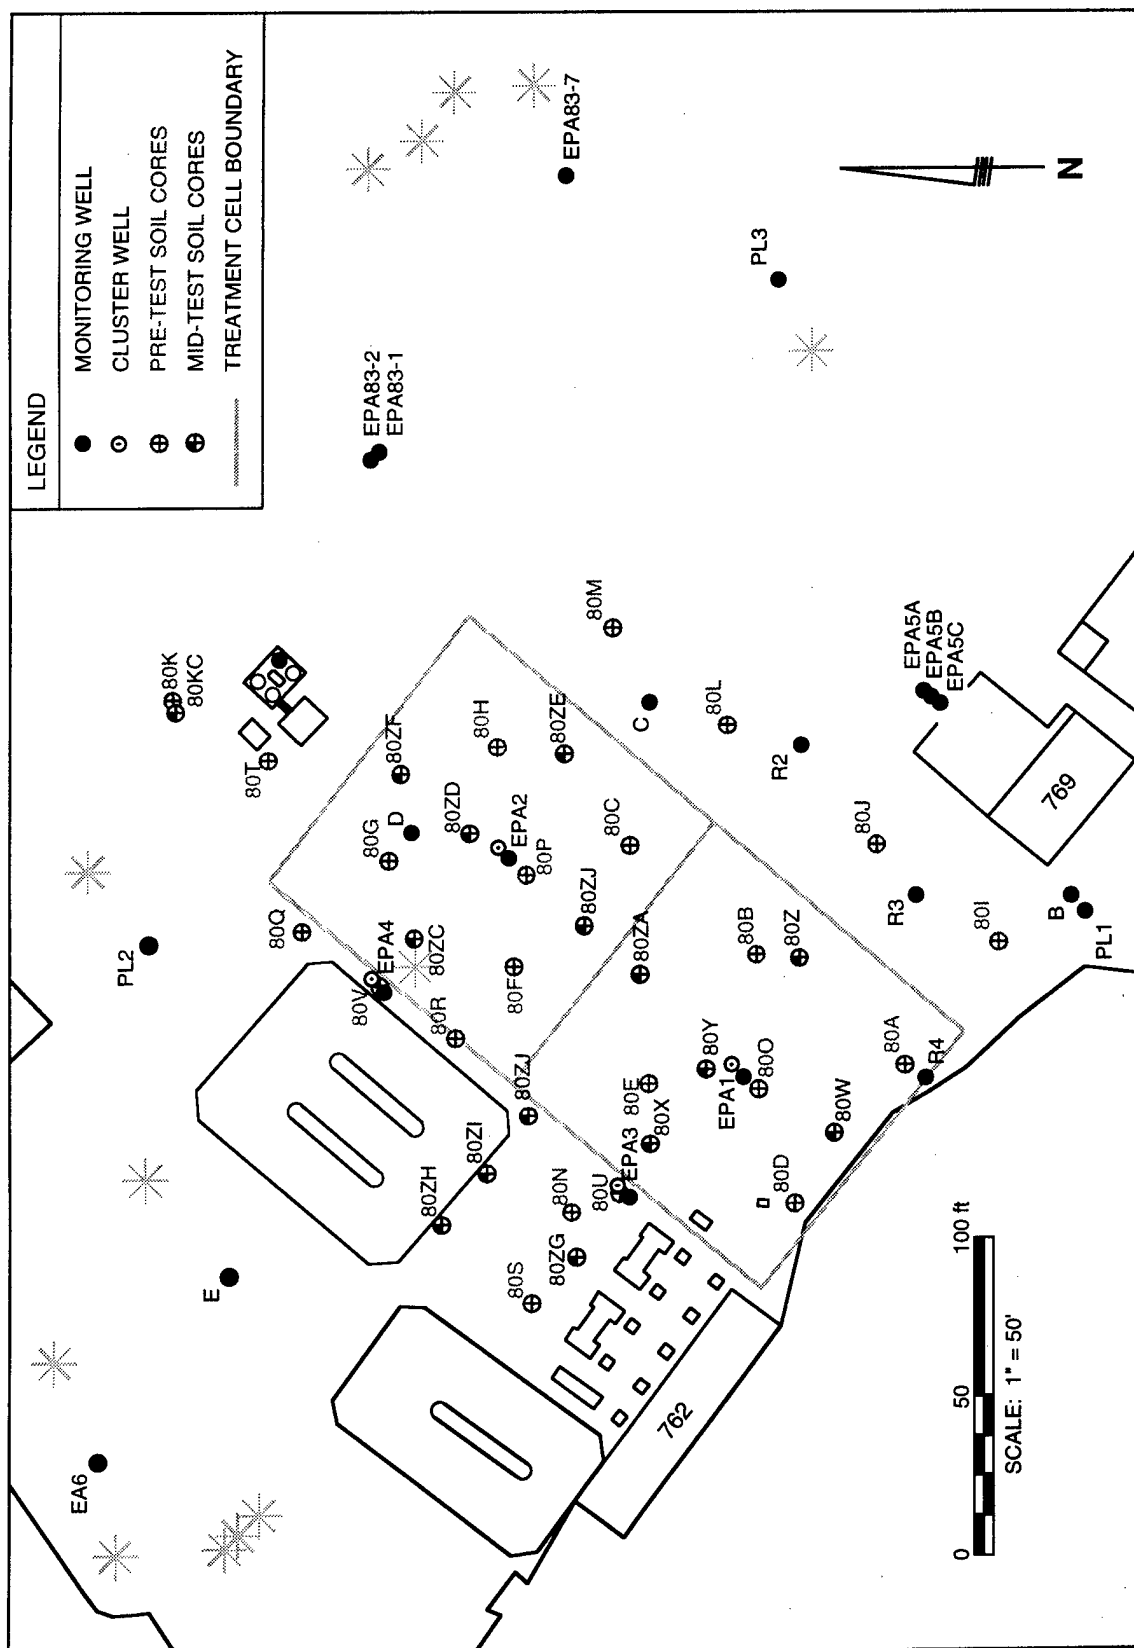 LEGEND
MONITORING WELL
CLUSTER WELL
PRE-TEST SOIL CORES
MID-TEST SOIL CORES
TREATMENT CELL BOUNDARY
EPA83-7
PL3
EPA83-2
EPA83-1
N
80K
80KC
80T
80M
80ZF
80H
80ZE
C
80L
R2
EPA5A
EPA5B
EPA5C
769
PL2
80Q
80G
D
80ZD
EPA2
80P
80C
80ZJ
80J
R3
B
PL1
80I
EPA4
80V
80ZC
80R
80F
80ZA
80B
80Z
80ZJ
80E
80Y
EPA1
80O
80A
R4
80X
80W
80D
EPA3
80U
80N
80ZI
80ZH
80ZG
80S
E
EA6
762
0
50
100 ft
SCALE: 1" = 50'